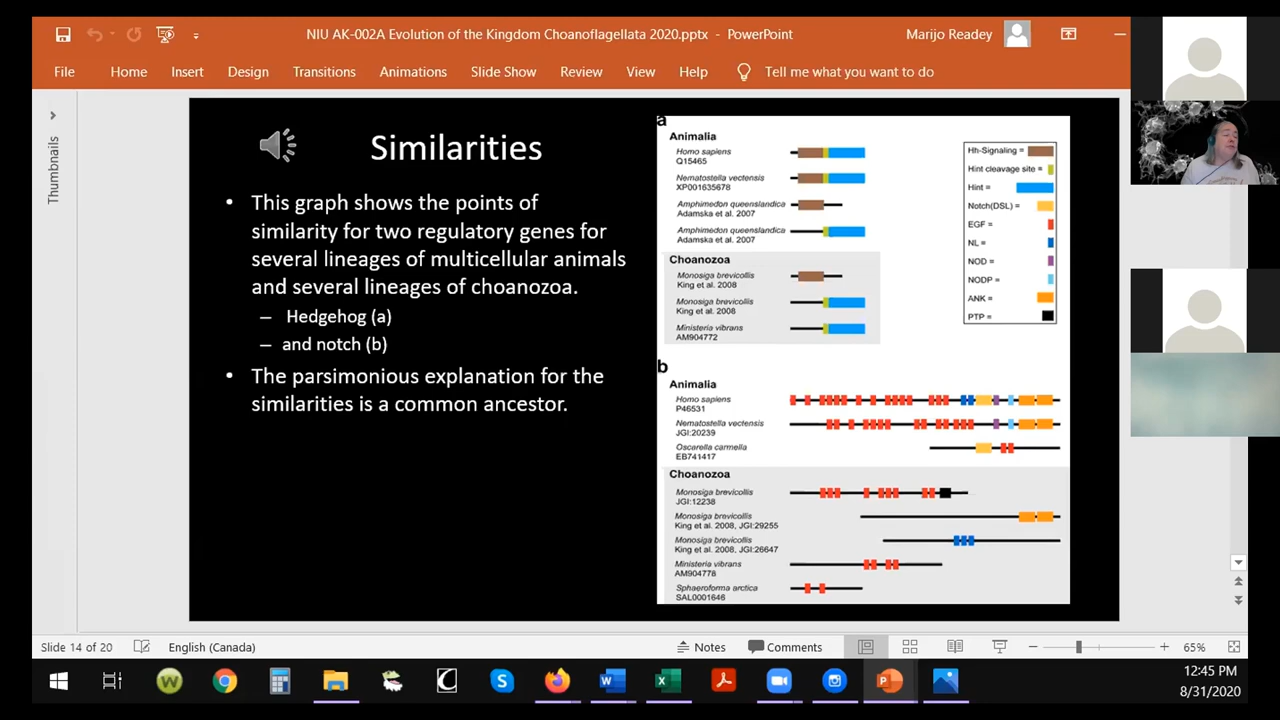 NIU AK-002A Evolution of the Kingdom Choanoflagellata 2020.pptx - PowerPoint
Marijo Readey
File Home Insert Design Transitions Animations Slide Show Review View Help Tell me what you want to do
Thumbnails
Similarities
• This graph shows the points of
similarity for two regulatory genes for
several lineages of multicellular animals
and several lineages of choanozoa.
– Hedgehog (a)
– and notch (b)
• The parsimonious explanation for the
similarities is a common ancestor.
a
Animalia
Homo sapiens
Q15465
Nematostella vectensis
XP001635678
Amphimedon queenslandica
Adamska et al. 2007
Amphimedon queenslandica
Adamska et al. 2007
Choanozoa
Monosiga brevicollis
King et al. 2008
Monosiga brevicollis
King et al. 2008
Ministeria vibrans
AM904772
Hh-Signaling =
Hint cleavage site =
Hint =
Notch(DSL) =
EGF =
NL =
NOD =
NODP =
ANK =
PTP =
b
Animalia
Homo sapiens
P46531
Nematostella vectensis
JGI:20239
Oscarella carmella
EB741417
Choanozoa
Monosiga brevicollis
JGI:12238
Monosiga brevicollis
King et al. 2008, JGI:29255
Monosiga brevicollis
King et al. 2008, JGI:26647
Ministeria vibrans
AM904778
Sphaeroforma arctica
SAL0001646
Slide 14 of 20 English (Canada) Notes Comments 65%
12:45 PM
8/31/2020